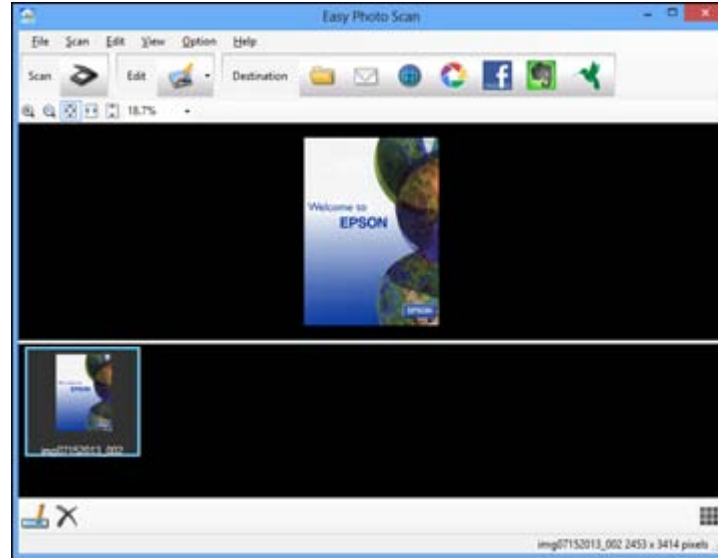 Easy Photo Scan
File Scan Edit View Option Help
Scan Edit Destination
18.7%
Welcome to
EPSON
EPSON
EPSON
img07152013_002
img07152013_002 2453 x 3414 pixels